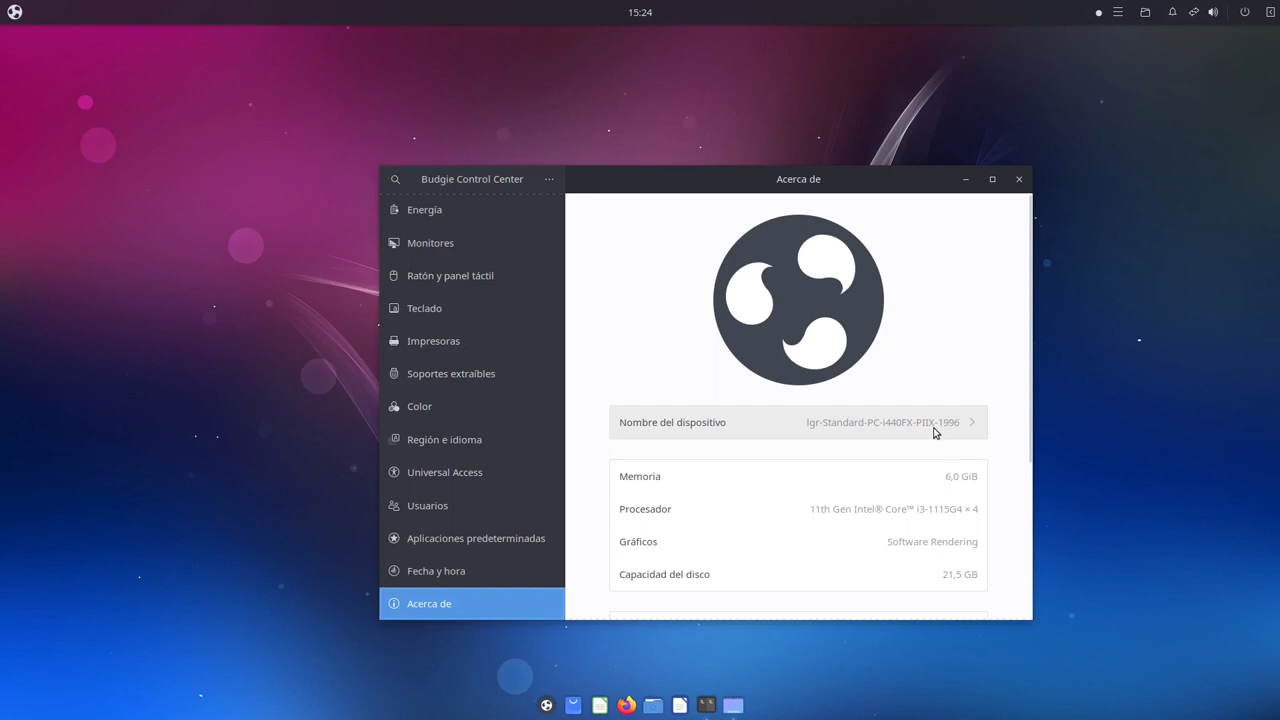 15:24
Budgie Control Center
Acerca de
Energía
Monitores
Ratón y panel táctil
Teclado
Impresoras
Soportes extraíbles
Color
Región e idioma
Universal Access
Usuarios
Aplicaciones predeterminadas
Fecha y hora
Acerca de
Nombre del dispositivo lgr-Standard-PC-i440FX-PIIX-1996
Memoria 6,0 GiB
Procesador 11th Gen Intel® Core™ i3-1115G4 × 4
Gráficos Software Rendering
Capacidad del disco 21,5 GB